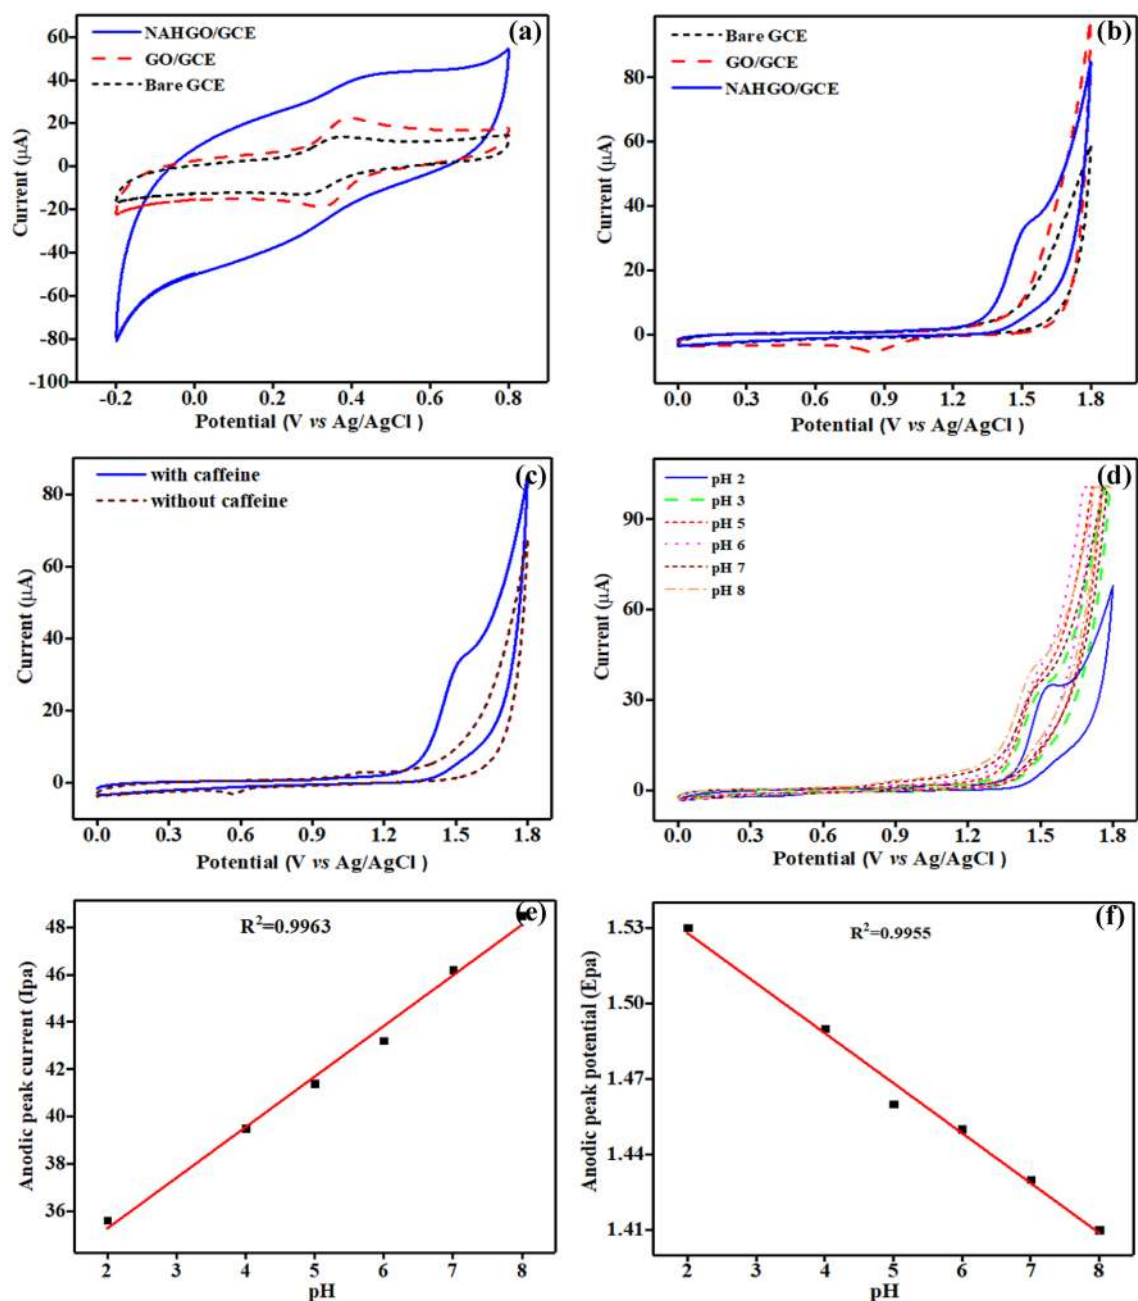 (a)
NAHGO/GCE
GO/GCE
Bare GCE
60
40
20
0
-20
-40
-60
-80
-100
Current (μA)
-0.2 0.0 0.2 0.4 0.6 0.8
Potential (V vs Ag/AgCl )
(b)
Bare GCE
GO/GCE
NAHGO/GCE
80
60
40
20
0
Current (μA)
0.0 0.3 0.6 0.9 1.2 1.5 1.8
Potential (V vs Ag/AgCl )
(c)
with caffeine
without caffeine
80
60
40
20
0
Current (μA)
0.0 0.3 0.6 0.9 1.2 1.5 1.8
Potential (V vs Ag/AgCl )
(d)
pH 2
pH 3
pH 5
pH 6
pH 7
pH 8
90
60
30
0
Current (μA)
0.0 0.3 0.6 0.9 1.2 1.5 1.8
Potential (V vs Ag/AgCl )
(e)
R²=0.9963
48
46
44
42
40
38
36
Anodic peak current (Ipa)
2 3 4 5 6 7 8
pH
(f)
R²=0.9955
1.53
1.50
1.47
1.44
1.41
Anodic peak potential (Epa)
2 3 4 5 6 7 8
pH